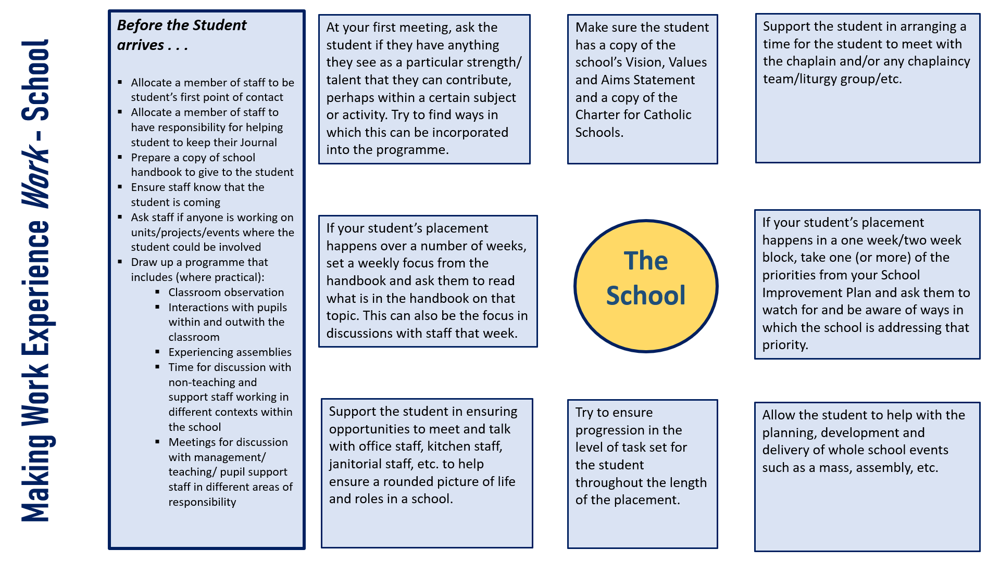 Making Work Experience Work - School
Before the Student
arrives . . .
▪ Allocate a member of staff to be
student’s first point of contact
▪ Allocate a member of staff to
have responsibility for helping
student to keep their Journal
▪ Prepare a copy of school
handbook to give to the student
▪ Ensure staff know that the
student is coming
▪ Ask staff if anyone is working on
units/projects/events where the
student could be involved
▪ Draw up a programme that
includes (where practical):
▪ Classroom observation
▪ Interactions with pupils
within and outwith the
classroom
▪ Experiencing assemblies
▪ Time for discussion with
non-teaching and
support staff working in
different contexts within
the school
▪ Meetings for discussion
with management/
teaching/ pupil support
staff in different areas of
responsibility
At your first meeting, ask the
student if they have anything
they see as a particular strength/
talent that they can contribute,
perhaps within a certain subject
or activity. Try to find ways in
which this can be incorporated
into the programme.
Make sure the student
has a copy of the
school’s Vision, Values
and Aims Statement
and a copy of the
Charter for Catholic
Schools.
Support the student in arranging a
time for the student to meet with
the chaplain and/or any chaplaincy
team/liturgy group/etc.
If your student’s placement
happens over a number of weeks,
set a weekly focus from the
handbook and ask them to read
what is in the handbook on that
topic. This can also be the focus in
discussions with staff that week.
The
School
If your student’s placement
happens in a one week/two week
block, take one (or more) of the
priorities from your School
Improvement Plan and ask them to
watch for and be aware of ways in
which the school is addressing that
priority.
Support the student in ensuring
opportunities to meet and talk
with office staff, kitchen staff,
janitorial staff, etc. to help
ensure a rounded picture of life
and roles in a school.
Try to ensure
progression in the
level of task set for
the student
throughout the length
of the placement.
Allow the student to help with the
planning, development and
delivery of whole school events
such as a mass, assembly, etc.